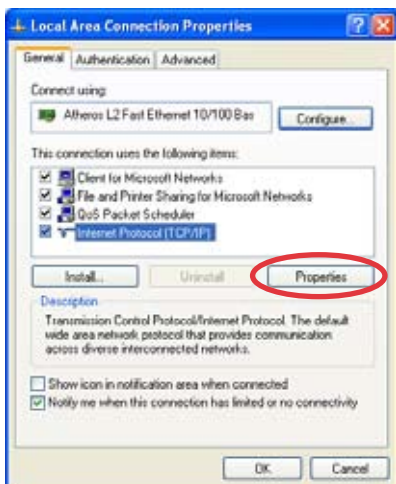 Local Area Connection Properties
General Authentication Advanced
Connect using:
Atheros L2 Fast Ethernet 10/100 Bas Configure...
This connection uses the following items:
Client for Microsoft Networks
File and Printer Sharing for Microsoft Networks
QoS Packet Scheduler
Internet Protocol (TCP/IP)
Install... Uninstall Properties
Description
Transmission Control Protocol/Internet Protocol. The default
wide area network protocol that provides communication
across diverse interconnected networks.
Show icon in notification area when connected
Notify me when this connection has limited or no connectivity
OK Cancel